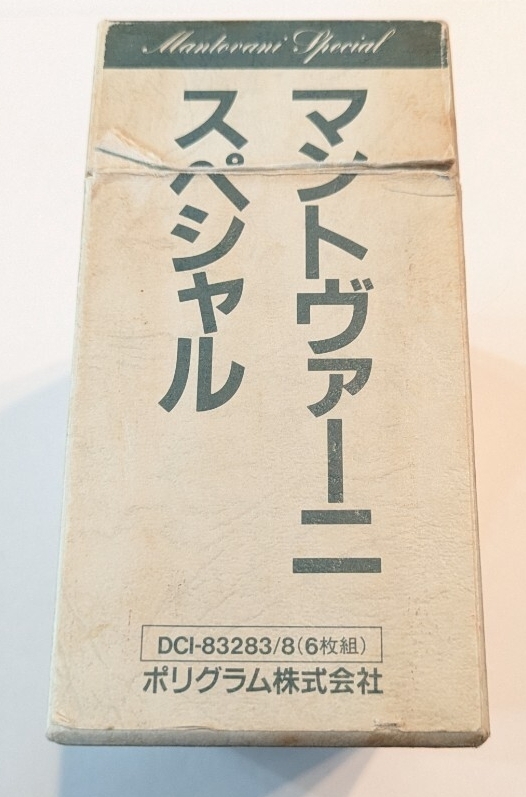 Mantovani Special
マントヴァーニ
スペシャル
DCI-83283/8(6枚組)
ポリグラム株式会社